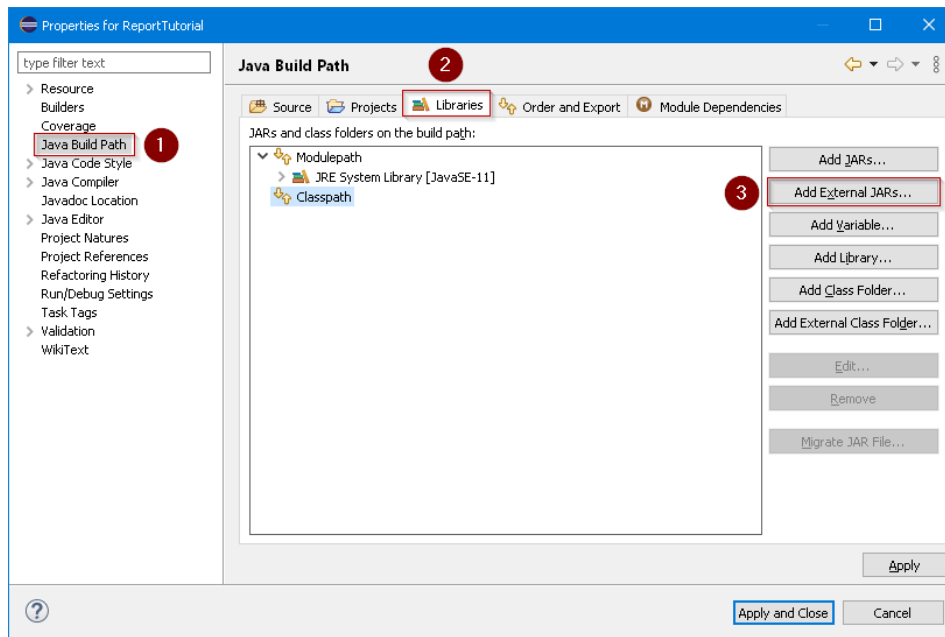 Properties for ReportTutorial
type filter text
Resource
Builders
Coverage
Java Build Path
1
Java Code Style
Java Compiler
Javadoc Location
Java Editor
Project Natures
Project References
Refactoring History
Run/Debug Settings
Task Tags
Validation
WikiText
Java Build Path
2
Source Projects Libraries Order and Export Module Dependencies
JARs and class folders on the build path:
Modulepath
JRE System Library [JavaSE-11]
Classpath
3
Add JARs...
Add External JARs...
Add Variable...
Add Library...
Add Class Folder...
Add External Class Folder...
Edit...
Remove
Migrate JAR File...
Apply
?
Apply and Close Cancel